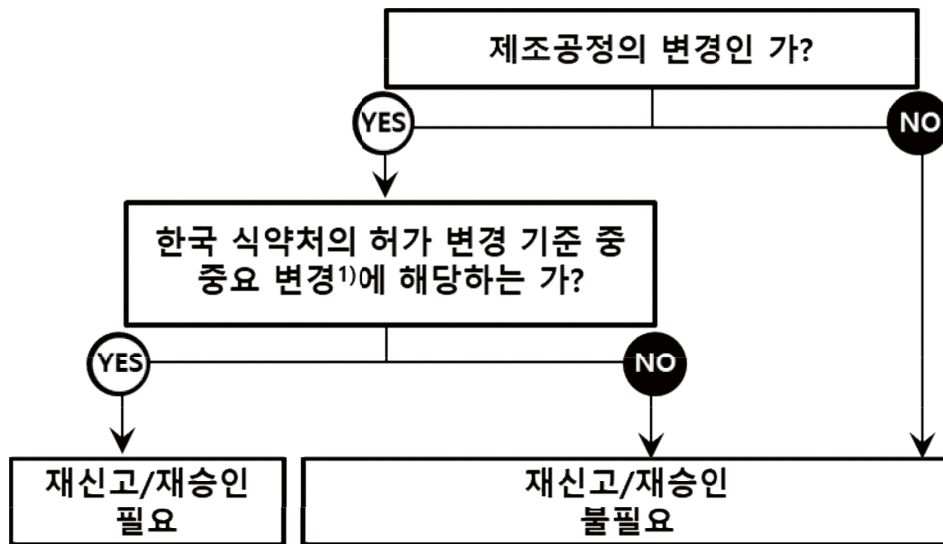 제조공정의 변경인 가?
YES
NO
한국 식약처의 허가 변경 기준 중
중요 변경1)에 해당하는 가?
YES
NO
재신고/재승인
필요
재신고/재승인
불필요